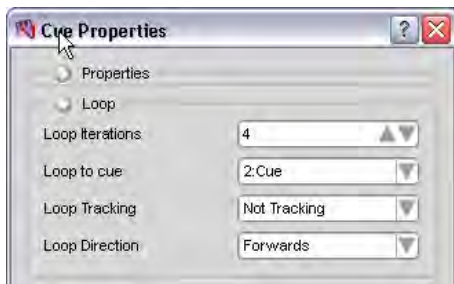 Cue Properties ?
Properties
Loop
Loop Iterations 4
Loop to cue 2:Cue
Loop Tracking Not Tracking
Loop Direction Forwards